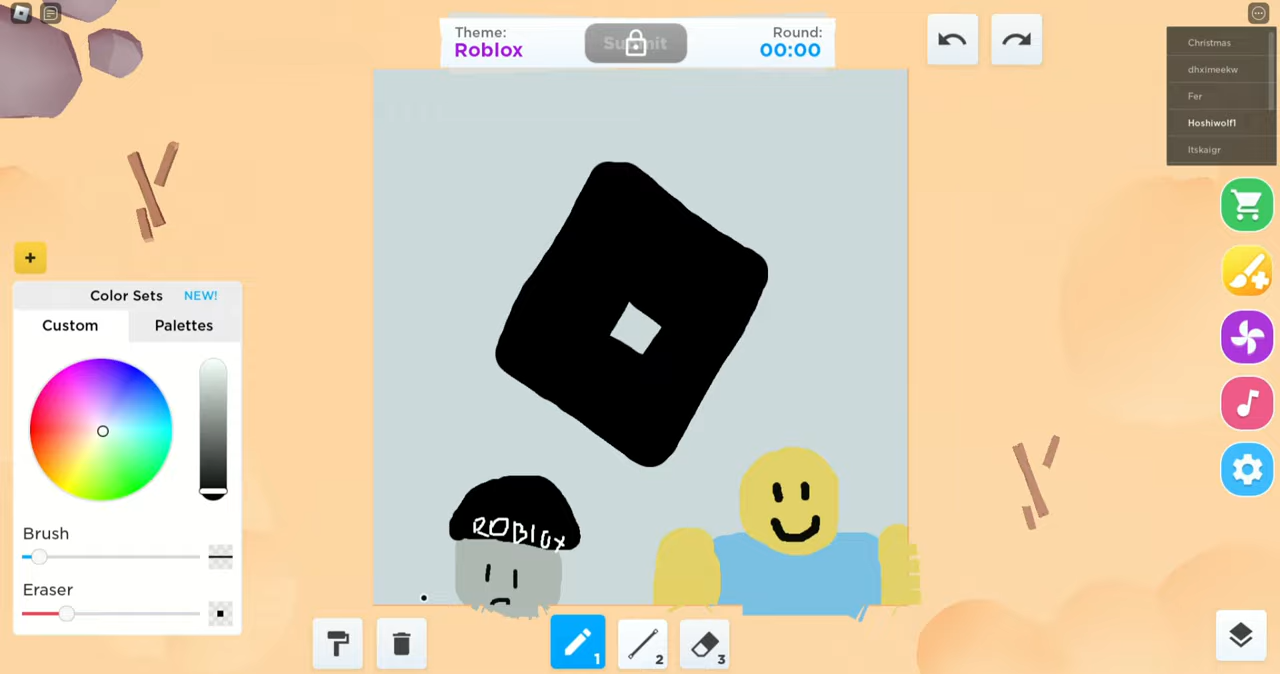 Theme:
Roblox
Submit
Round:
00:00
Christmas
dhximeekw
Fer
Hoshiwolf1
Itskaigr
+
Color Sets NEW!
Custom Palettes
Brush
Eraser
ROBLOX
1
2
3